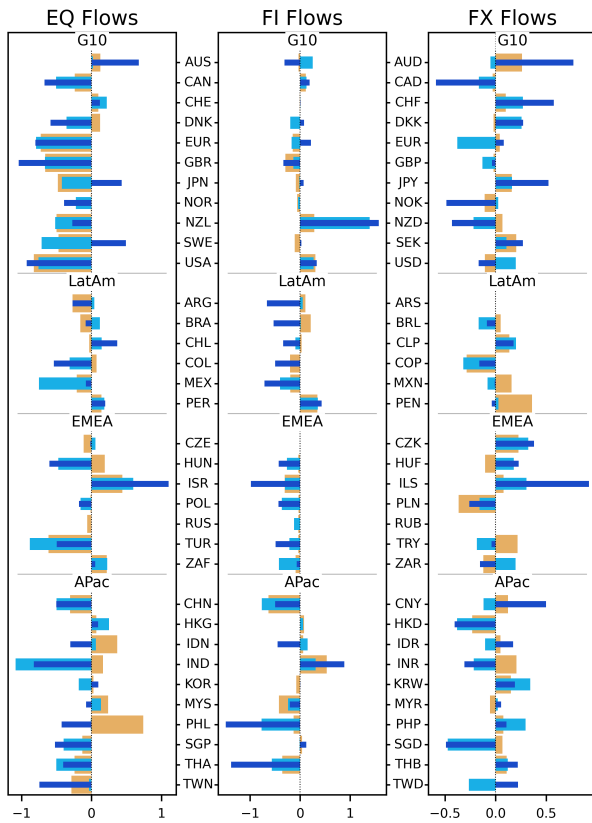 EQ Flows FI Flows FX Flows
G10 G10 G10
AUS AUD
CAN CAD
CHE CHF
DNK DKK
EUR EUR
GBR GBP
JPN JPY
NOR NOK
NZL NZD
SWE SEK
USA USD
LatAm LatAm LatAm
ARG ARS
BRA BRL
CHL CLP
COL COP
MEX MXN
PER PEN
EMEA EMEA EMEA
CZE CZK
HUN HUF
ISR ILS
POL PLN
RUS RUB
TUR TRY
ZAF ZAR
APac APac APac
CHN CNY
HKG HKD
IDN IDR
IND INR
KOR KRW
MYS MYR
PHL PHP
SGP SGD
THA THB
TWN TWD
−1 0 1 −1 0 1 −0.5 0.0 0.5